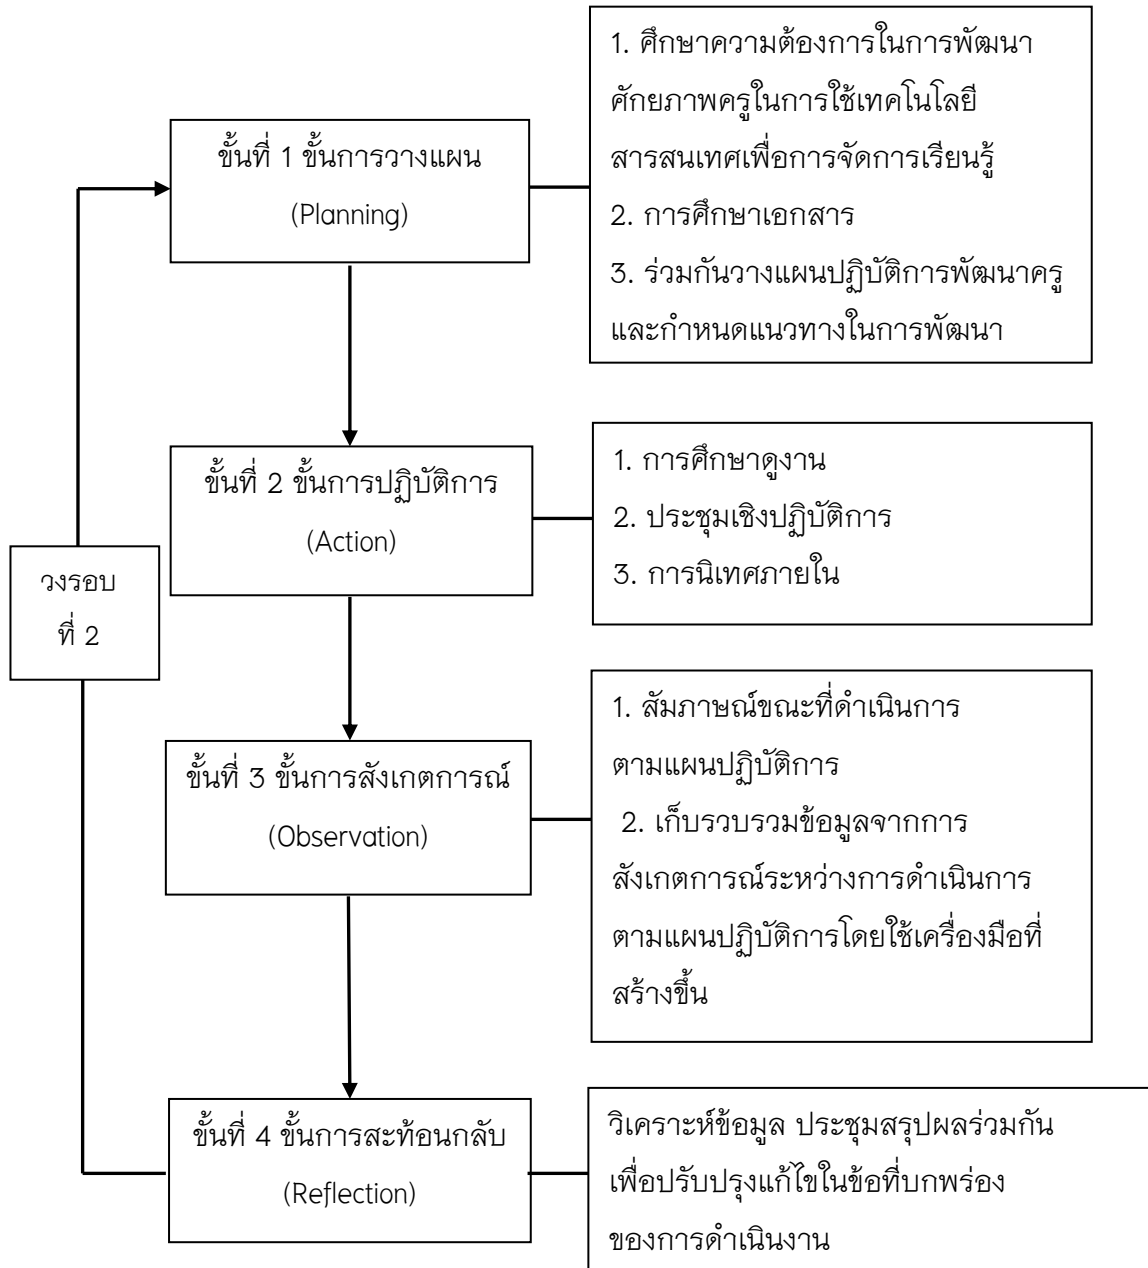 ขั้นที่ 1 ขั้นการวางแผน
(Planning)
1. ศึกษาความต้องการในการพัฒนา
ศักยภาพครูในการใช้เทคโนโลยี
สารสนเทศเพื่อการจัดการเรียนรู้
2. การศึกษาเอกสาร
3. ร่วมกันวางแผนปฏิบัติการพัฒนาครู
และกำหนดแนวทางในการพัฒนา
ขั้นที่ 2 ขั้นการปฏิบัติการ
(Action)
1. การศึกษาดูงาน
2. ประชุมเชิงปฏิบัติการ
3. การนิเทศภายใน
วงรอบ
ที่ 2
ขั้นที่ 3 ขั้นการสังเกตการณ์
(Observation)
1. สัมภาษณ์ขณะที่ดำเนินการ
ตามแผนปฏิบัติการ
2. เก็บรวบรวมข้อมูลจากการ
สังเกตการณ์ระหว่างการดำเนินการ
ตามแผนปฏิบัติการโดยใช้เครื่องมือที่
สร้างขึ้น
ขั้นที่ 4 ขั้นการสะท้อนกลับ
(Reflection)
วิเคราะห์ข้อมูล ประชุมสรุปผลร่วมกัน
เพื่อปรับปรุงแก้ไขในข้อที่บกพร่อง
ของการดำเนินงาน